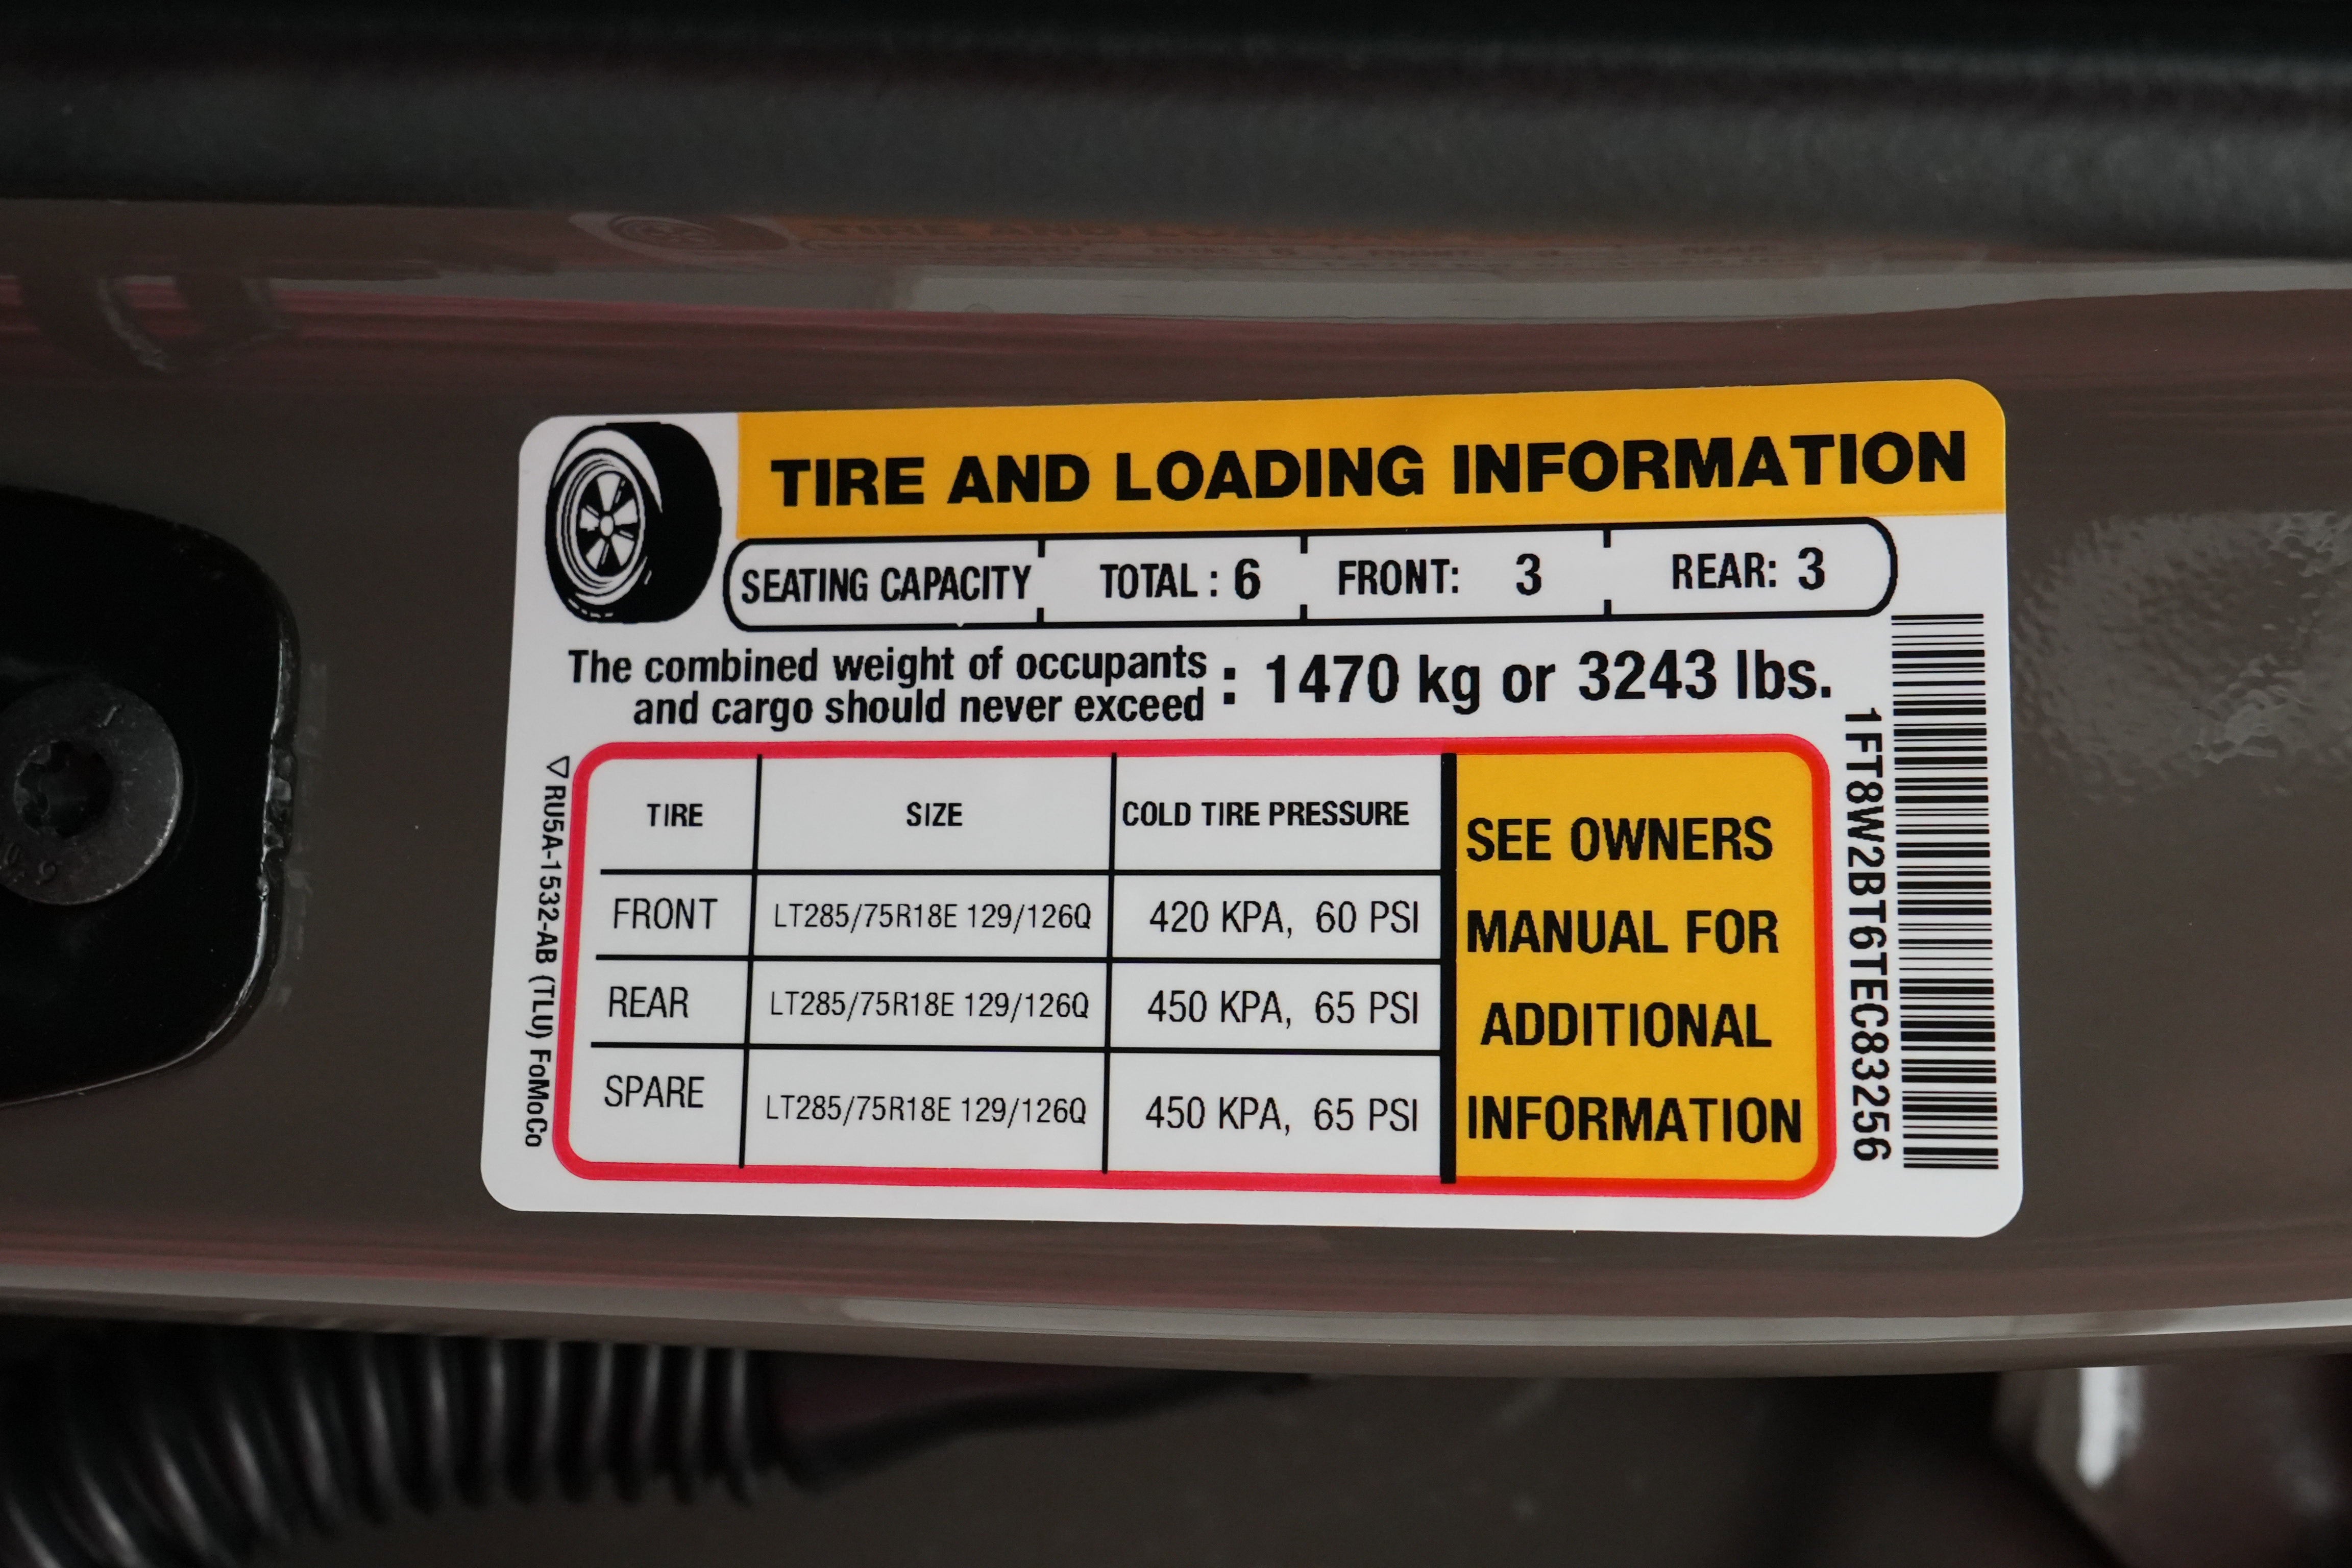 TIRE AND LOADING INFORMATION
SEATING CAPACITY TOTAL : 6 FRONT: 3 REAR: 3
The combined weight of occupants
and cargo should never exceed : 1470 kg or 3243 lbs.
TIRE SIZE COLD TIRE PRESSURE
FRONT LT285/75R18E 129/126Q 420 KPA, 60 PSI
REAR LT285/75R18E 129/126Q 450 KPA, 65 PSI
SPARE LT285/75R18E 129/126Q 450 KPA, 65 PSI
SEE OWNERS
MANUAL FOR
ADDITIONAL
INFORMATION
RU5A-1532-AB (TLU) FoMoCo
1FT8W2BT6TEC83256